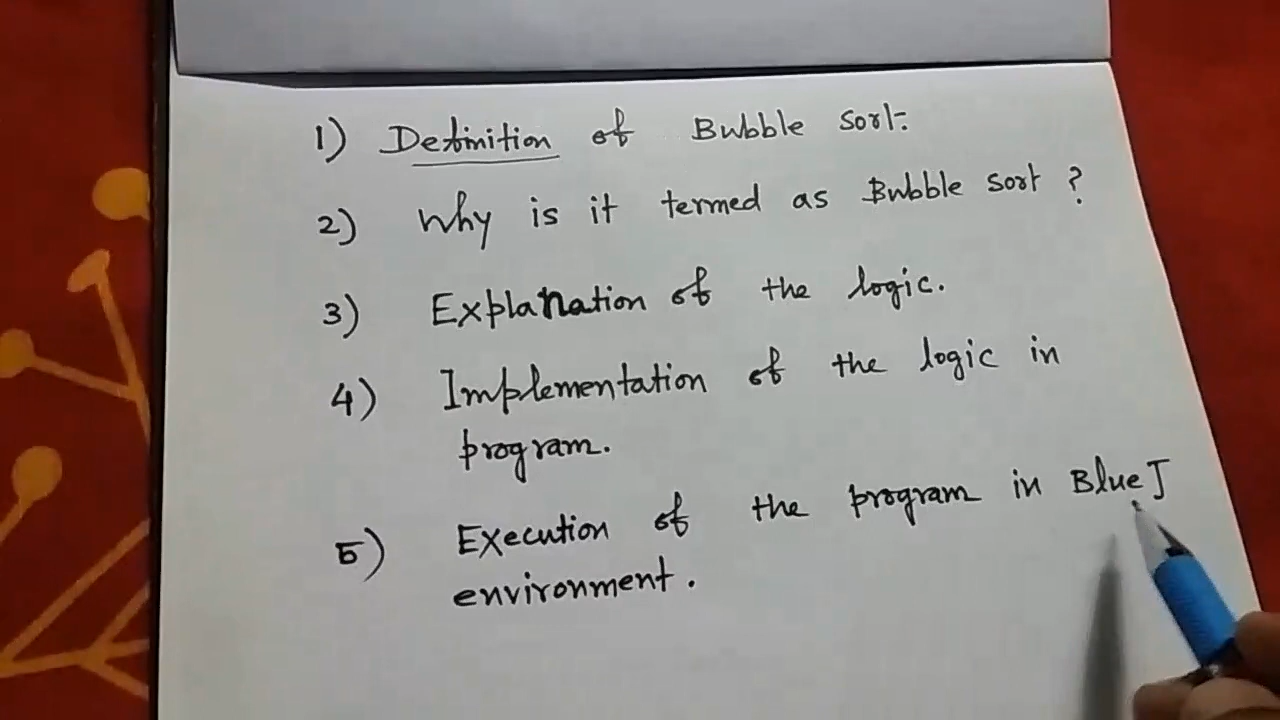 1) Definition of Bubble sort:
2) Why is it termed as Bubble sort ?
3) Explanation of the logic.
4) Implementation of the logic in
program.
5) Execution of the program in BlueJ
environment.